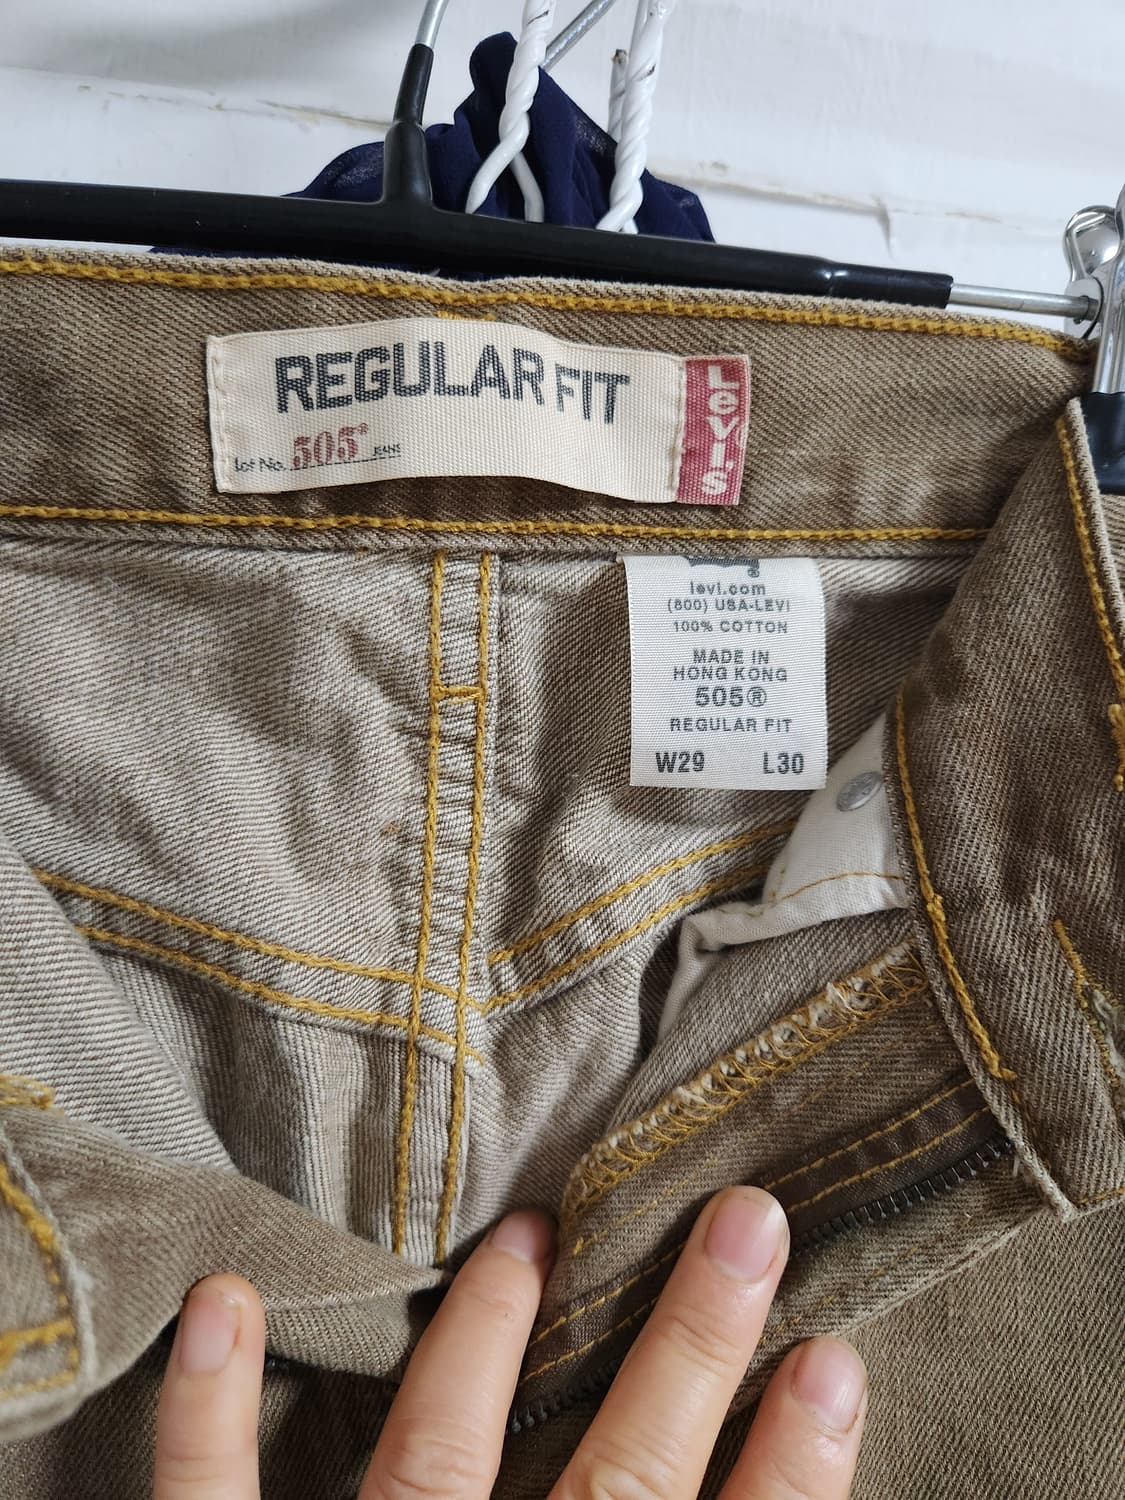 REGULAR FIT
Lot No. 505® JEANS
Levi's
®
levi.com
(800) USA-LEVI
100% COTTON
MADE IN
HONG KONG
505®
REGULAR FIT
W29 L30